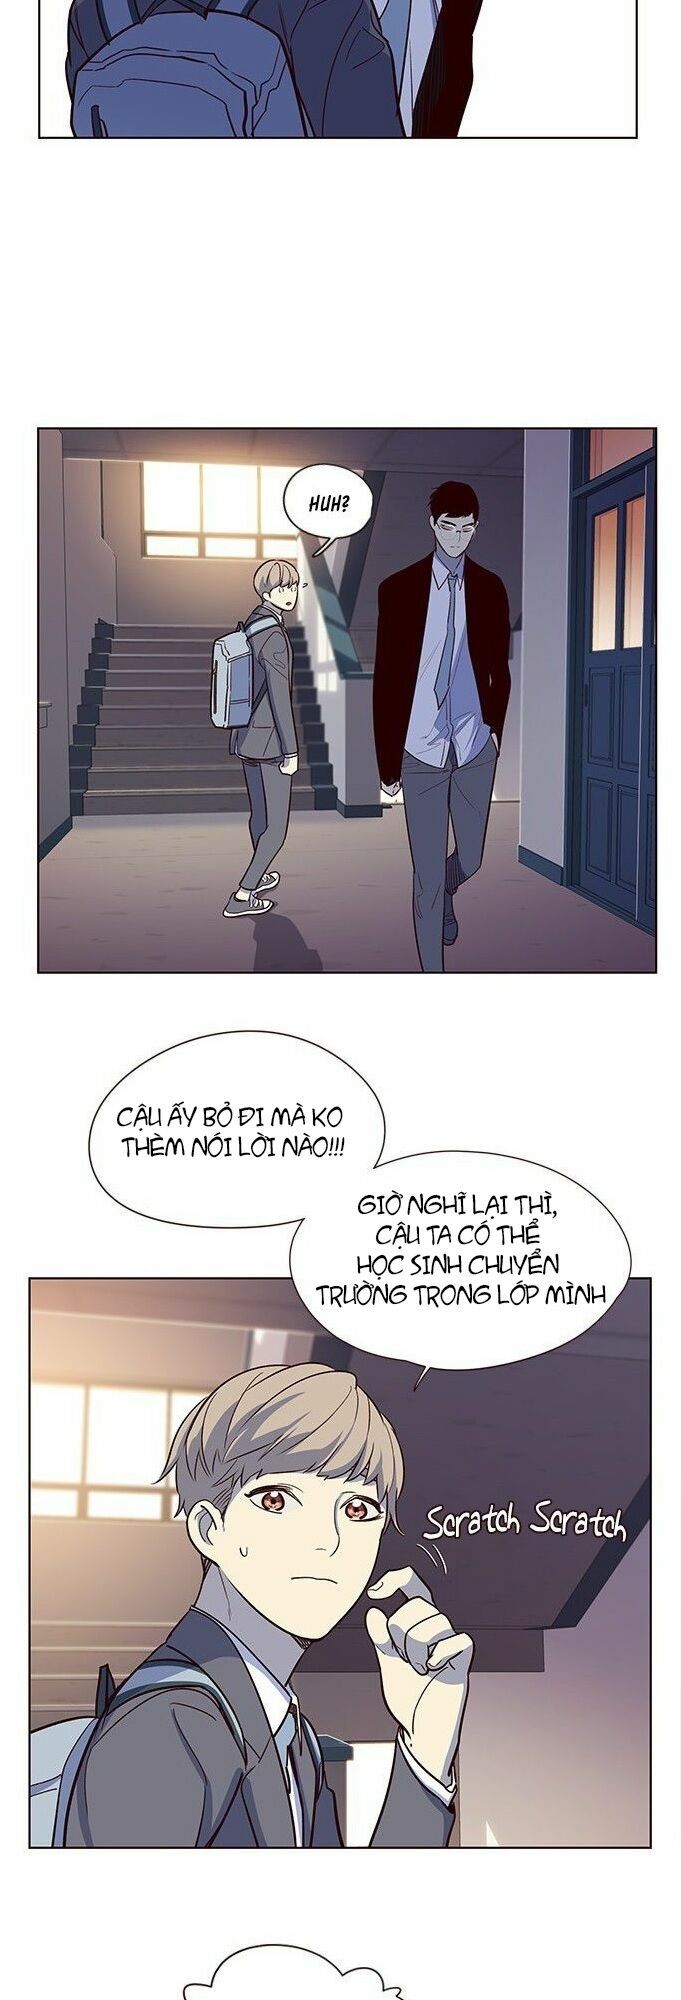 HUH?
CẬU ẤY BỎ ĐI MÀ KO
THÈM NÓI LỜI NÀO!!!
GIỜ NGHĨ LẠI THÌ,
CẬU TA CÓ THỂ
HỌC SINH CHUYỂN
TRƯỜNG TRONG LỚP MÌNH
Scratch Scratch